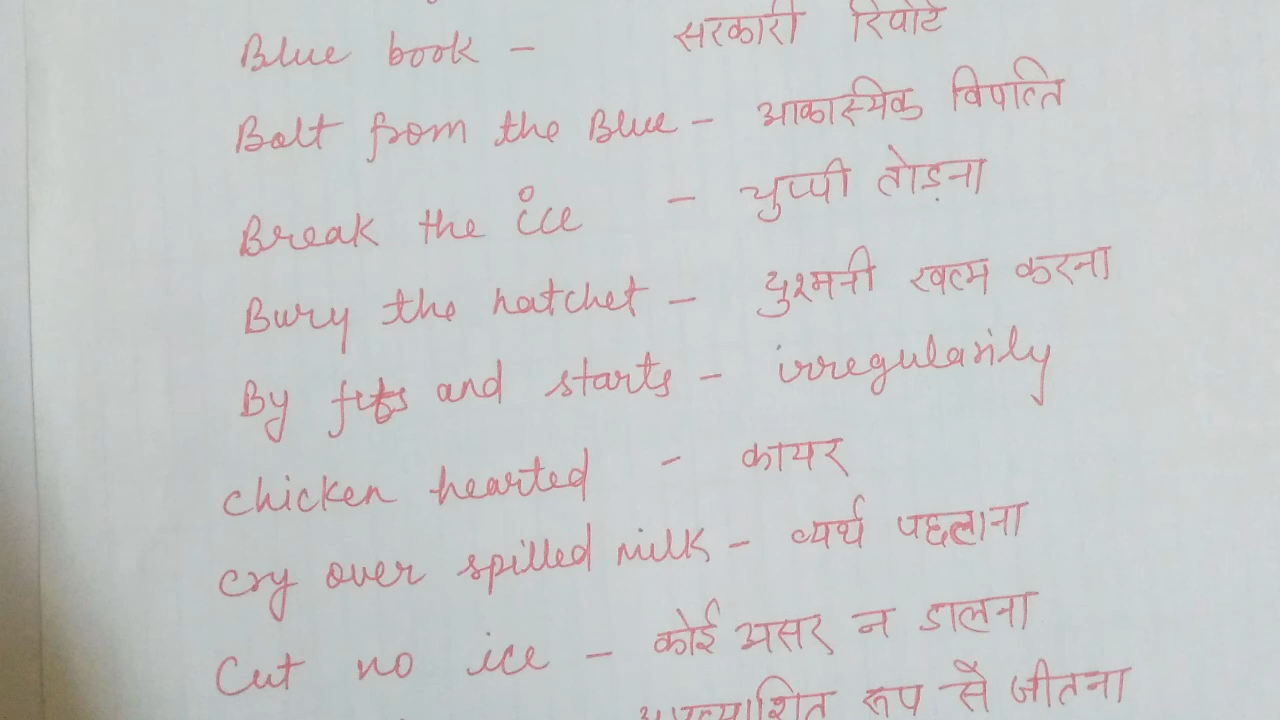 Blue book - सरकारी रिपोर्ट
Bolt from the Blue - आकास्मिक विपत्ति
Break the ice - चुप्पी तोड़ना
Bury the hatchet - दुश्मनी खत्म करना
By fits and starts - irregularily
chicken hearted - कायर
cry over spilled milk - व्यर्थ पछताना
Cut no ice - कोई असर न डालना
रूप से जीतना